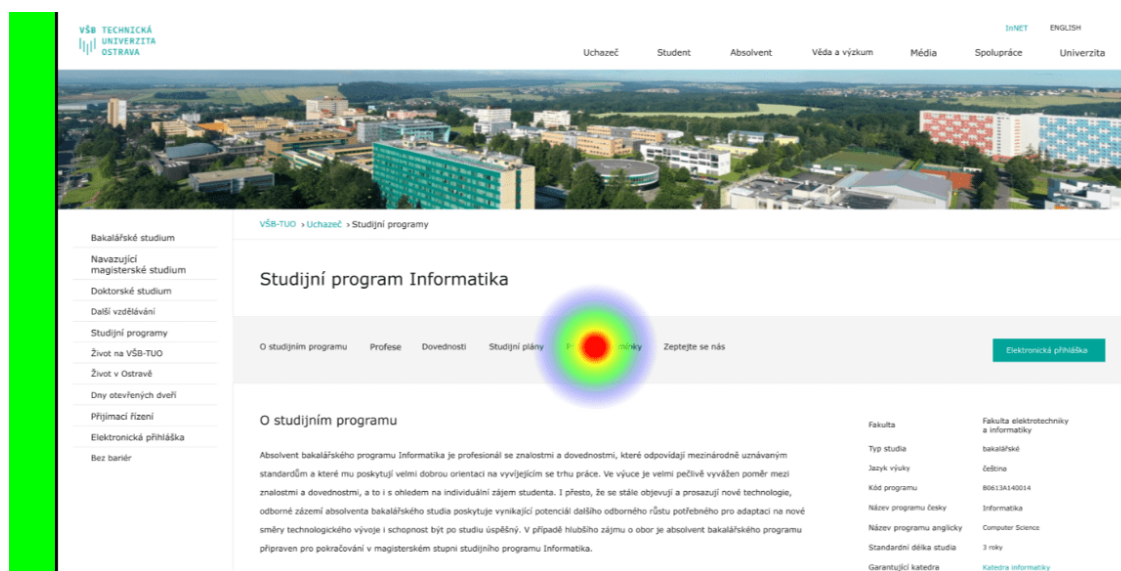 VŠB TECHNICKÁ
UNIVERZITA
OSTRAVA
InNET ENGLISH
Uchazeč Student Absolvent Věda a výzkum Média Spolupráce Univerzita
VŠB-TUO › Uchazeč › Studijní programy
Bakalářské studium
Navazující
magisterské studium
Doktorské studium
Další vzdělávání
Studijní programy
Život na VŠB-TUO
Život v Ostravě
Dny otevřených dveří
Přijímací řízení
Elektronická přihláška
Bez bariér
Studijní program Informatika
O studijním programu Profese Dovednosti Studijní plány Zeptejte se nás
Elektronická přihláška
O studijním programu
Absolvent bakalářského programu Informatika je profesionál se znalostmi a dovednostmi, které odpovídají mezinárodně uznávaným
standardům a které mu poskytují velmi dobrou orientaci na vyvíjejícím se trhu práce. Ve výuce je velmi pečlivě vyvážen poměr mezi
znalostmi a dovednostmi, a to i s ohledem na individuální zájem studenta. I přesto, že se stále objevují a prosazují nové technologie,
odborné zázemí absolventa bakalářského studia poskytuje vynikající potenciál dalšího odborného růstu potřebného pro adaptaci na nové
směry technologického vývoje i schopnost být po studiu úspěšný. V případě hlubšího zájmu o obor je absolvent bakalářského programu
připraven pro pokračování v magisterském stupni studijního programu Informatika.
Fakulta Fakulta elektrotechniky
a informatiky
Typ studia bakalářské
Jazyk výuky čeština
Kód programu B0613A140014
Název programu česky Informatika
Název programu anglicky Computer Science
Standardní délka studia 3 roky
Garantující katedra Katedra informatiky